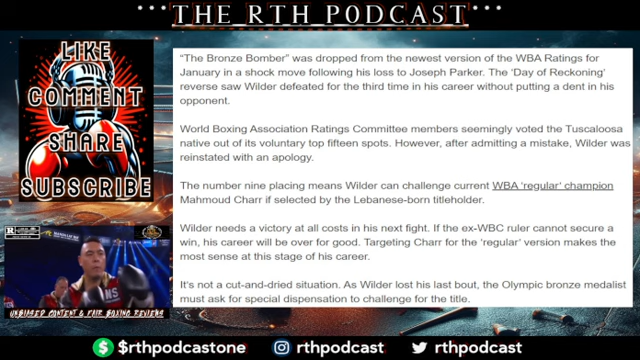 ***THE RTH PODCAST***
LIKE
COMMENT
SHARE
SUBSCRIBE
“The Bronze Bomber” was dropped from the newest version of the WBA Ratings for
January in a shock move following his loss to Joseph Parker. The ‘Day of Reckoning’
reverse saw Wilder defeated for the third time in his career without putting a dent in his
opponent.
World Boxing Association Ratings Committee members seemingly voted the Tuscaloosa
native out of its voluntary top fifteen spots. However, after admitting a mistake, Wilder was
reinstated with an apology.
The number nine placing means Wilder can challenge current WBA ‘regular’ champion
Mahmoud Charr if selected by the Lebanese-born titleholder.
Wilder needs a victory at all costs in his next fight. If the ex-WBC ruler cannot secure a
win, his career will be over for good. Targeting Charr for the ‘regular’ version makes the
most sense at this stage of his career.
It’s not a cut-and-dried situation. As Wilder lost his last bout, the Olympic bronze medalist
must ask for special dispensation to challenge for the title.
UNBIASED CONTENT & FAIR BOXING REVIEWS
$rthpodcastone
rthpodcast
rthpodcast